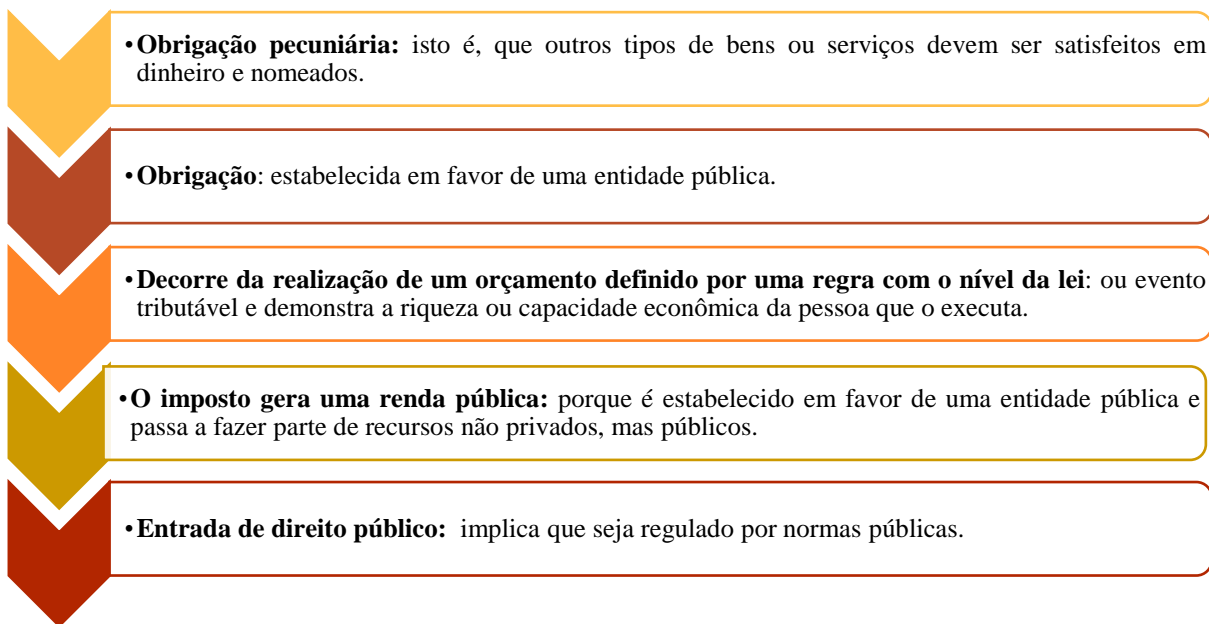 •Obrigação pecuniária: isto é, que outros tipos de bens ou serviços devem ser satisfeitos em
dinheiro e nomeados.
•Obrigação: estabelecida em favor de uma entidade pública.
•Decorre da realização de um orçamento definido por uma regra com o nível da lei: ou evento
tributável e demonstra a riqueza ou capacidade econômica da pessoa que o executa.
•O imposto gera uma renda pública: porque é estabelecido em favor de uma entidade pública e
passa a fazer parte de recursos não privados, mas públicos.
•Entrada de direito público: implica que seja regulado por normas públicas.